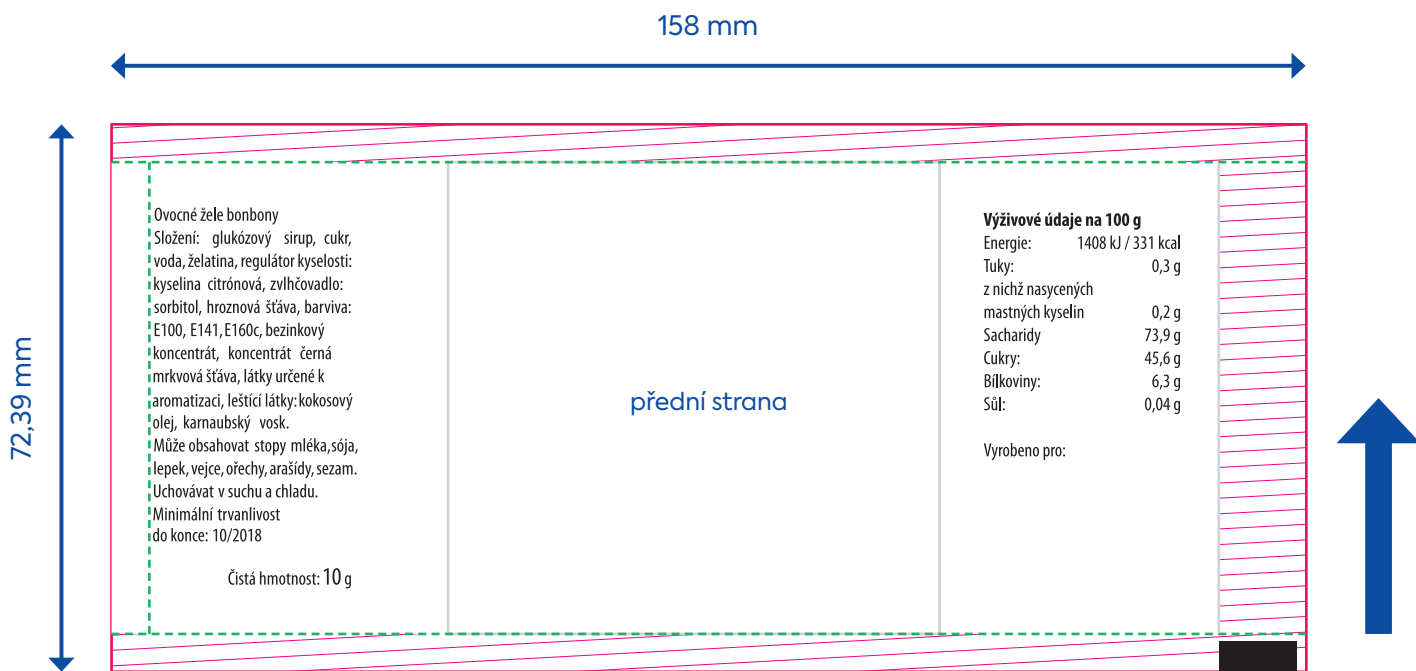 158 mm
72,39 mm
Ovocné žele bonbony
Složení: glukózový sirup, cukr,
voda, želatina, regulátor kyselosti:
kyselina citrónová, zvlhčovadlo:
sorbitol, hroznová šťáva, barviva:
E100, E141, E160c, bezinkový
koncentrát, koncentrát černá
mrkvová šťáva, látky určené k
aromatizaci, leštící látky: kokosový
olej, karnaubský vosk.
Může obsahovat stopy mléka, sója,
lepek, vejce, ořechy, arašídy, sezam.
Uchovávat v suchu a chladu.
Minimální trvanlivost
do konce: 10/2018
Čistá hmotnost: 10 g
přední strana
Výživové údaje na 100 g
Energie: 1408 kJ / 331 kcal
Tuky: 0,3 g
z nichž nasycených
mastných kyselin 0,2 g
Sacharidy 73,9 g
Cukry: 45,6 g
Bílkoviny: 6,3 g
Sůl: 0,04 g
Vyrobeno pro: